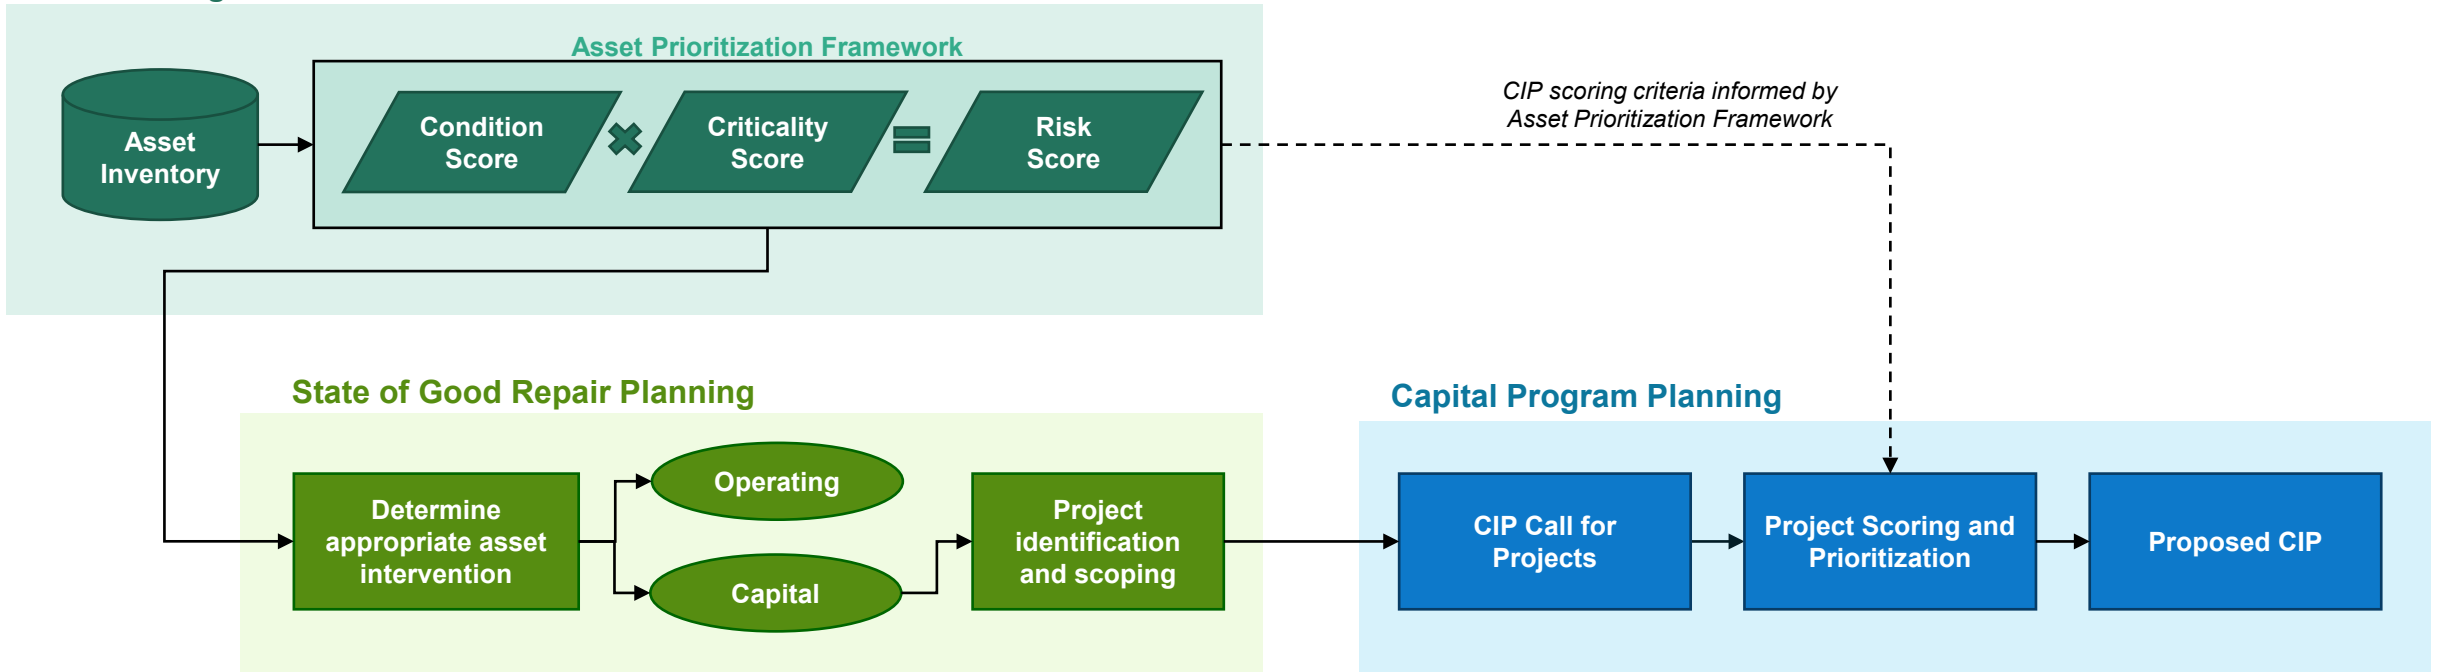 Asset Prioritization Framework
Asset
Inventory
Condition
Score
Criticality
Score
Risk
Score
CIP scoring criteria informed by
Asset Prioritization Framework
State of Good Repair Planning
Determine
appropriate asset
intervention
Operating
Capital
Project
identification
and scoping
Capital Program Planning
CIP Call for
Projects
Project Scoring and
Prioritization
Proposed CIP